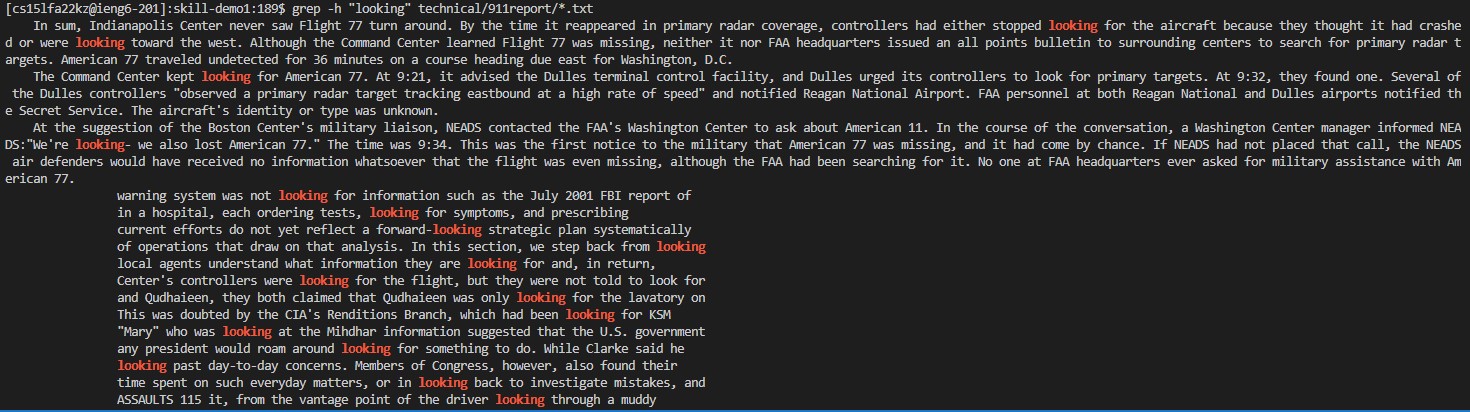 [cs15lfa22kz@ieng6-201]:skill-demo1:189$ grep -h "looking" technical/911report/*.txt
In sum, Indianapolis Center never saw Flight 77 turn around. By the time it reappeared in primary radar coverage, controllers had either stopped looking for the aircraft because they thought it had crashe
d or were looking toward the west. Although the Command Center learned Flight 77 was missing, neither it nor FAA headquarters issued an all points bulletin to surrounding centers to search for primary radar t
argets. American 77 traveled undetected for 36 minutes on a course heading due east for Washington, D.C.
The Command Center kept looking for American 77. At 9:21, it advised the Dulles terminal control facility, and Dulles urged its controllers to look for primary targets. At 9:32, they found one. Several of
the Dulles controllers "observed a primary radar target tracking eastbound at a high rate of speed" and notified Reagan National Airport. FAA personnel at both Reagan National and Dulles airports notified th
e Secret Service. The aircraft's identity or type was unknown.
At the suggestion of the Boston Center's military liaison, NEADS contacted the FAA's Washington Center to ask about American 11. In the course of the conversation, a Washington Center manager informed NEA
DS:"We're looking- we also lost American 77." The time was 9:34. This was the first notice to the military that American 77 was missing, and it had come by chance. If NEADS had not placed that call, the NEADS
air defenders would have received no information whatsoever that the flight was even missing, although the FAA had been searching for it. No one at FAA headquarters ever asked for military assistance with Am
erican 77.
warning system was not looking for information such as the July 2001 FBI report of
in a hospital, each ordering tests, looking for symptoms, and prescribing
current efforts do not yet reflect a forward-looking strategic plan systematically
of operations that draw on that analysis. In this section, we step back from looking
local agents understand what information they are looking for and, in return,
Center's controllers were looking for the flight, but they were not told to look for
and Qudhaieen, they both claimed that Qudhaieen was only looking for the lavatory on
This was doubted by the CIA's Renditions Branch, which had been looking for KSM
"Mary" who was looking at the Mihdhar information suggested that the U.S. government
any president would roam around looking for something to do. While Clarke said he
looking past day-to-day concerns. Members of Congress, however, also found their
time spent on such everyday matters, or in looking back to investigate mistakes, and
ASSAULTS 115 it, from the vantage point of the driver looking through a muddy